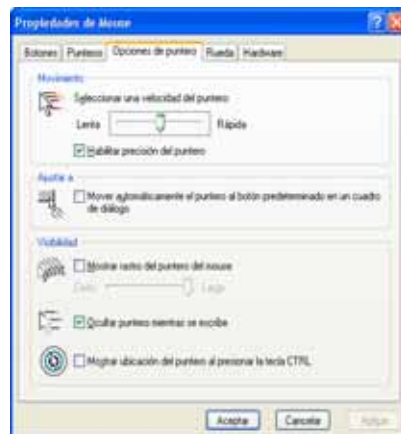 Propiedades de Mouse
Botones Punteros Opciones de puntero Rueda Hardware
Movimiento
Seleccionar una velocidad del puntero:
Lenta Rápida
Habilitar precisión del puntero
Ajustar a
Mover automáticamente el puntero al botón predeterminado en un cuadro
de diálogo
Visibilidad
Mostrar rastro del puntero del mouse
Corto Largo
Ocultar puntero mientras se escribe
Mostrar ubicación del puntero al presionar la tecla CTRL
Aceptar Cancelar Aplicar